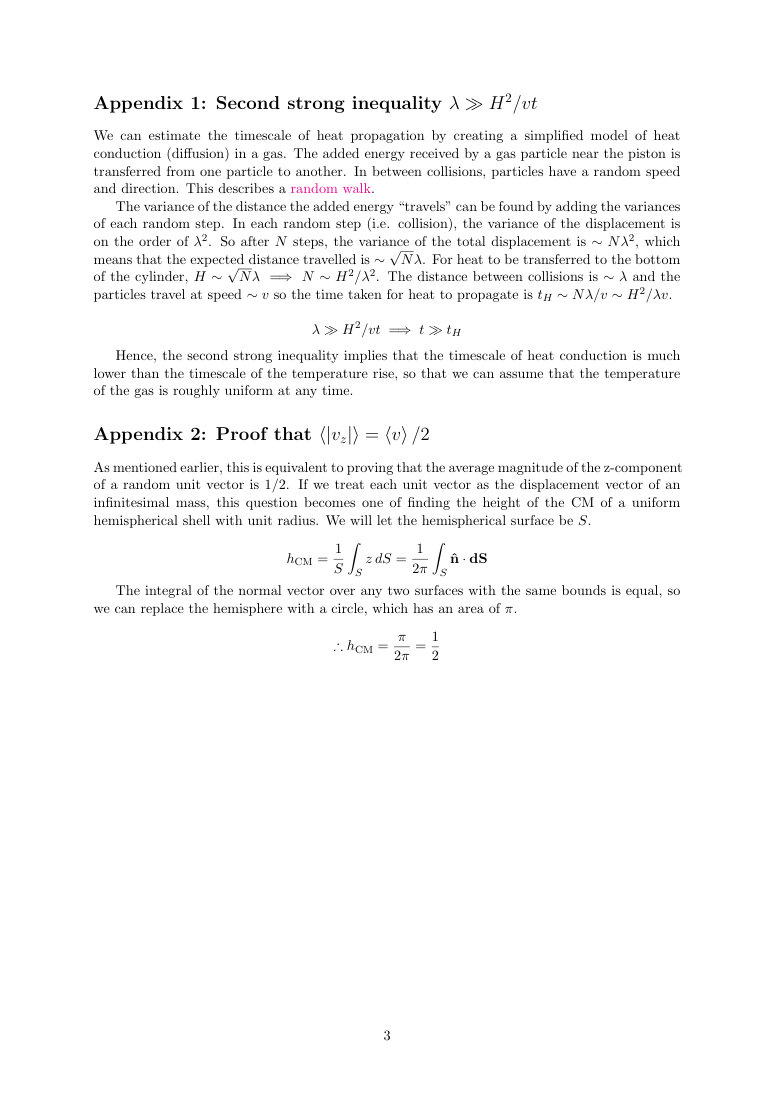 Appendix 1: Second strong inequality λ ≫ H²/vt
We can estimate the timescale of heat propagation by creating a simplified model of heat
conduction (diffusion) in a gas. The added energy received by a gas particle near the piston is
transferred from one particle to another. In between collisions, particles have a random speed
and direction. This describes a random walk.
The variance of the distance the added energy “travels” can be found by adding the variances
of each random step. In each random step (i.e. collision), the variance of the displacement is
on the order of λ². So after N steps, the variance of the total displacement is ∼ Nλ², which
means that the expected distance travelled is ∼ √Nλ. For heat to be transferred to the bottom
of the cylinder, H ∼ √Nλ ⟹ N ∼ H²/λ². The distance between collisions is ∼ λ and the
particles travel at speed ∼ v so the time taken for heat to propagate is t_H ∼ Nλ/v ∼ H²/λv.
λ ≫ H²/vt ⟹ t ≫ t_H
Hence, the second strong inequality implies that the timescale of heat conduction is much
lower than the timescale of the temperature rise, so that we can assume that the temperature
of the gas is roughly uniform at any time.
Appendix 2: Proof that ⟨|v_z|⟩ = ⟨v⟩ /2
As mentioned earlier, this is equivalent to proving that the average magnitude of the z-component
of a random unit vector is 1/2. If we treat each unit vector as the displacement vector of an
infinitesimal mass, this question becomes one of finding the height of the CM of a uniform
hemispherical shell with unit radius. We will let the hemispherical surface be S.
h_CM = 1/S ∫_S z dS = 1/2π ∫_S n̂ · dS
The integral of the normal vector over any two surfaces with the same bounds is equal, so
we can replace the hemisphere with a circle, which has an area of π.
∴ h_CM = π/2π = 1/2
3